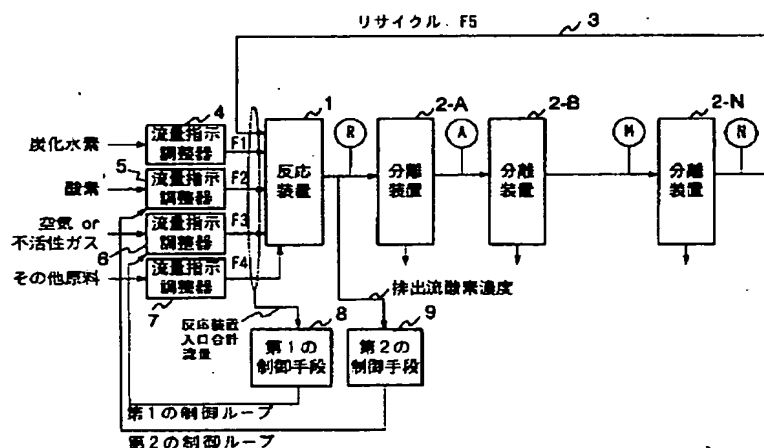 リサイクル F5
3
1
2-A
2-B
2-N
4
炭化水素
流量指示
調整器
F1
5
酸素
流量指示
調整器
F2
空気 or
不活性ガス
6
流量指示
調整器
F3
その他原料
流量指示
調整器
F4
7
反応
装置
R
分離
装置
A
分離
装置
M
分離
装置
N
排出流酸素濃度
反応装置
入口合計
流量
8
第1の
制御手段
9
第2の
制御手段
第1の制御ループ
第2の制御ループ